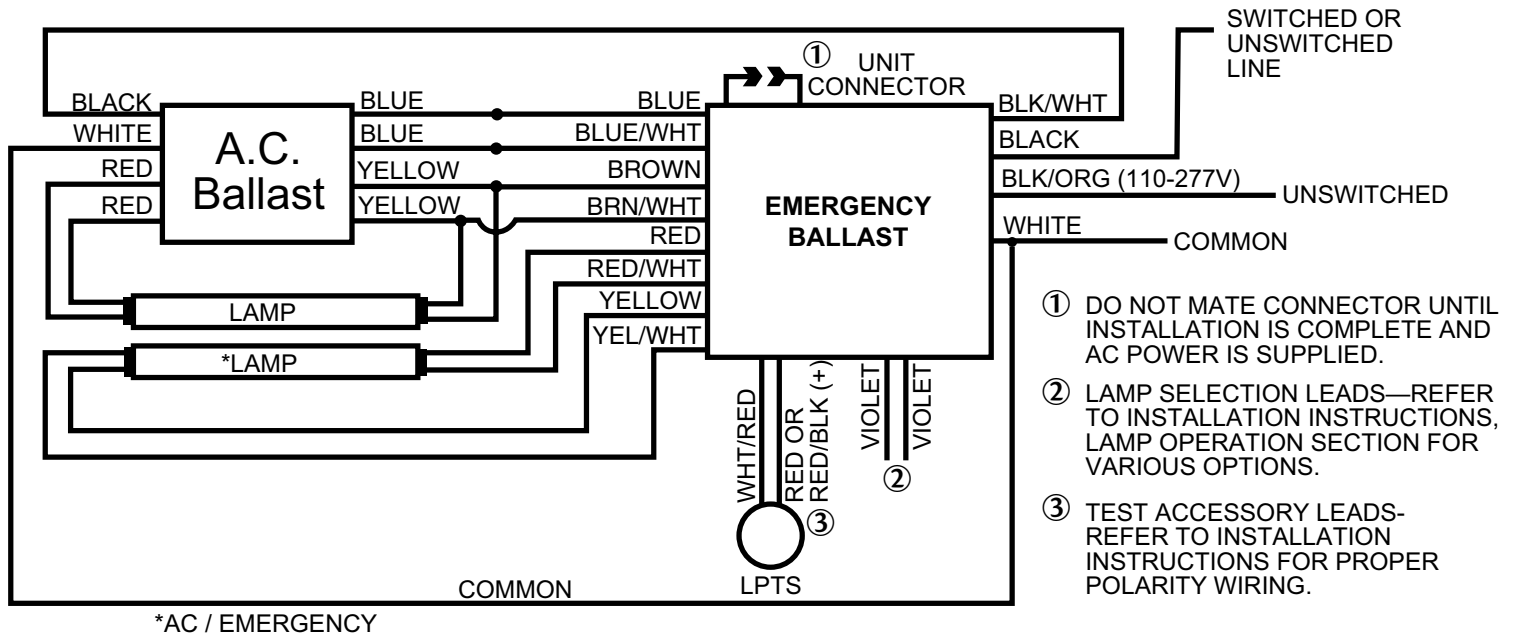 SWITCHED OR
UNSWITCHED
LINE
① UNIT
CONNECTOR
BLACK
WHITE
RED
RED
A.C.
Ballast
BLUE
BLUE
YELLOW
YELLOW
BLUE
BLUE/WHT
BROWN
BRN/WHT
RED
RED/WHT
YELLOW
YEL/WHT
EMERGENCY
BALLAST
BLK/WHT
BLACK
BLK/ORG (110-277V)
UNSWITCHED
WHITE
COMMON
LAMP
*LAMP
WHT/RED
RED OR
RED/BLK (+)
VIOLET
VIOLET
②
③
LPTS
COMMON
*AC / EMERGENCY
① DO NOT MATE CONNECTOR UNTIL
INSTALLATION IS COMPLETE AND
AC POWER IS SUPPLIED.
② LAMP SELECTION LEADS—REFER
TO INSTALLATION INSTRUCTIONS,
LAMP OPERATION SECTION FOR
VARIOUS OPTIONS.
③ TEST ACCESSORY LEADS-
REFER TO INSTALLATION
INSTRUCTIONS FOR PROPER
POLARITY WIRING.